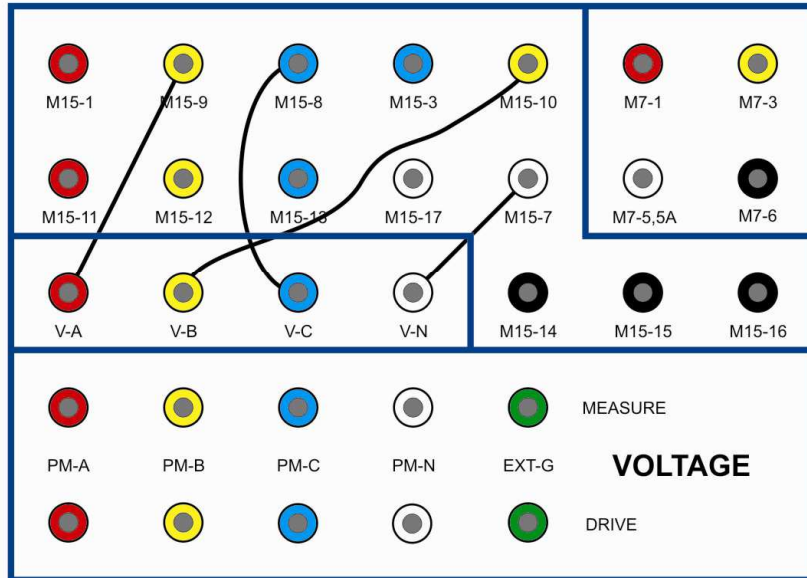 M15-1 M15-9 M15-8 M15-3 M15-10 M7-1 M7-3
M15-11 M15-12 M15-13 M15-17 M15-7 M7-5,5A M7-6
V-A V-B V-C V-N M15-14 M15-15 M15-16
MEASURE
PM-A PM-B PM-C PM-N EXT-G VOLTAGE
DRIVE